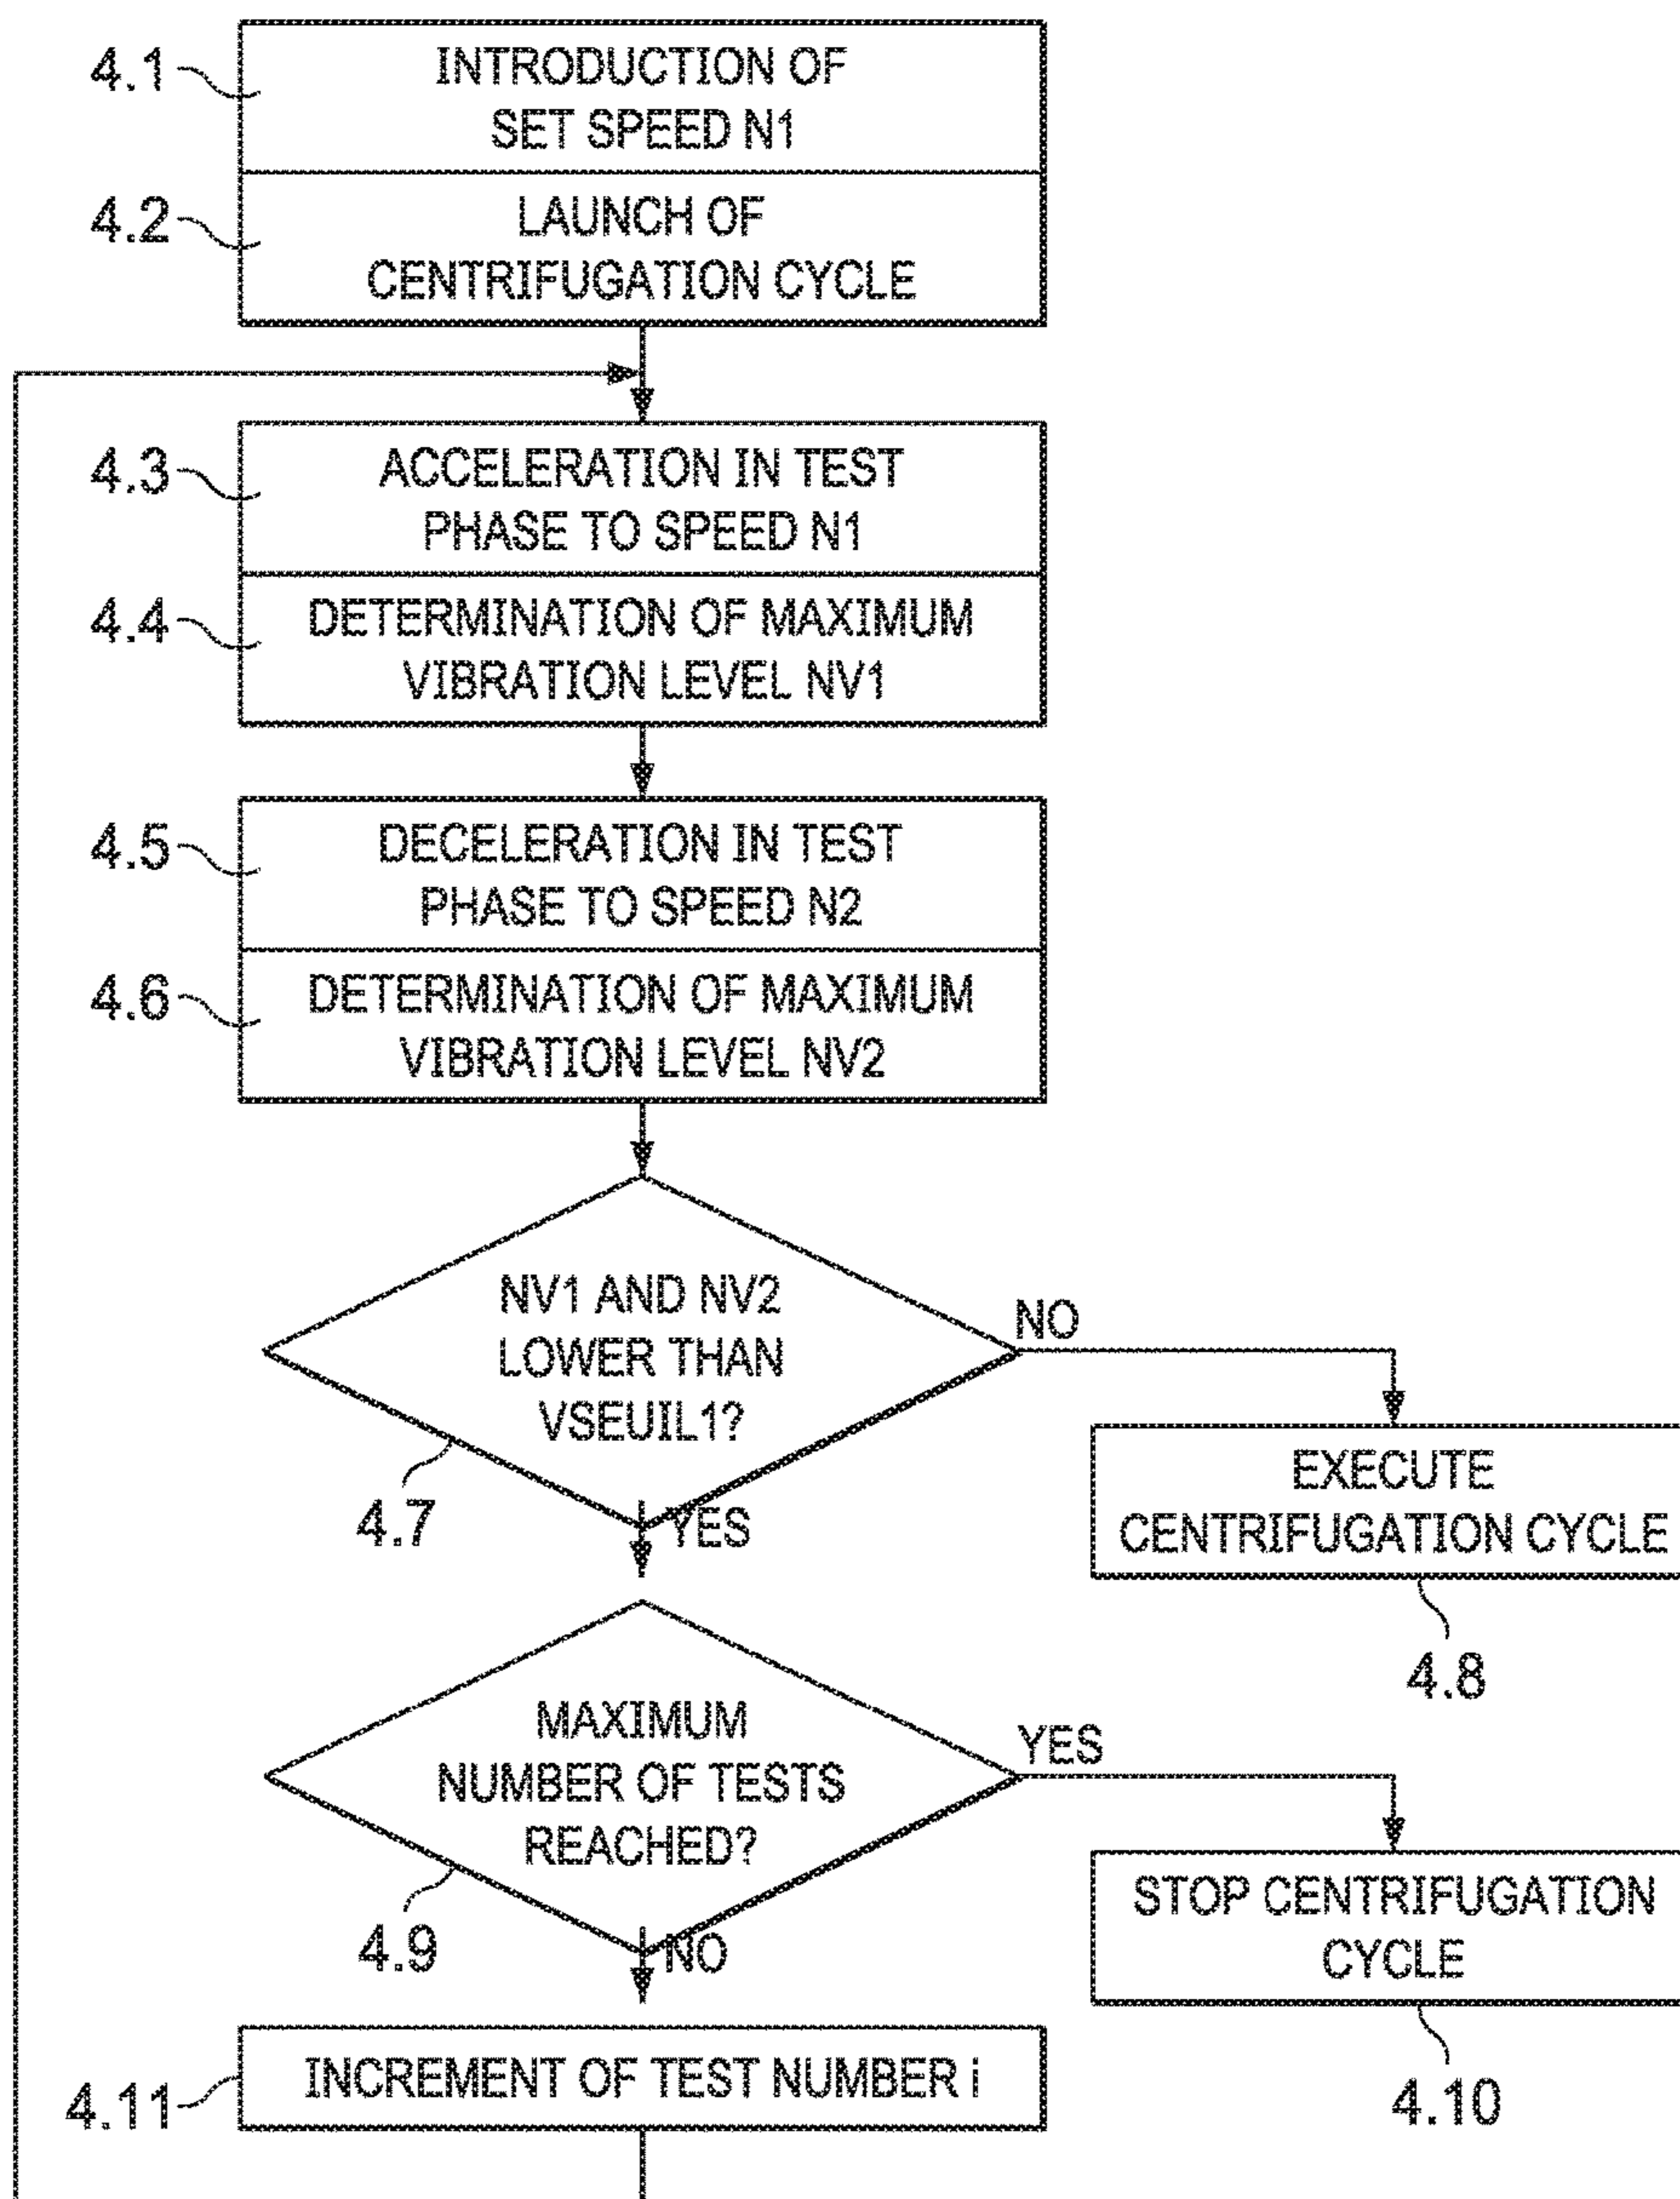 4.1
INTRODUCTION OF
SET SPEED N1
4.2
LAUNCH OF
CENTRIFUGATION CYCLE
4.3
ACCELERATION IN TEST
PHASE TO SPEED N1
4.4
DETERMINATION OF MAXIMUM
VIBRATION LEVEL NV1
4.5
DECELERATION IN TEST
PHASE TO SPEED N2
4.6
DETERMINATION OF MAXIMUM
VIBRATION LEVEL NV2
NV1 AND NV2
LOWER THAN
VSEUIL1?
NO
4.7
YES
EXECUTE
CENTRIFUGATION CYCLE
4.8
MAXIMUM
NUMBER OF TESTS
REACHED?
YES
4.9
NO
STOP CENTRIFUGATION
CYCLE
4.10
4.11
INCREMENT OF TEST NUMBER i